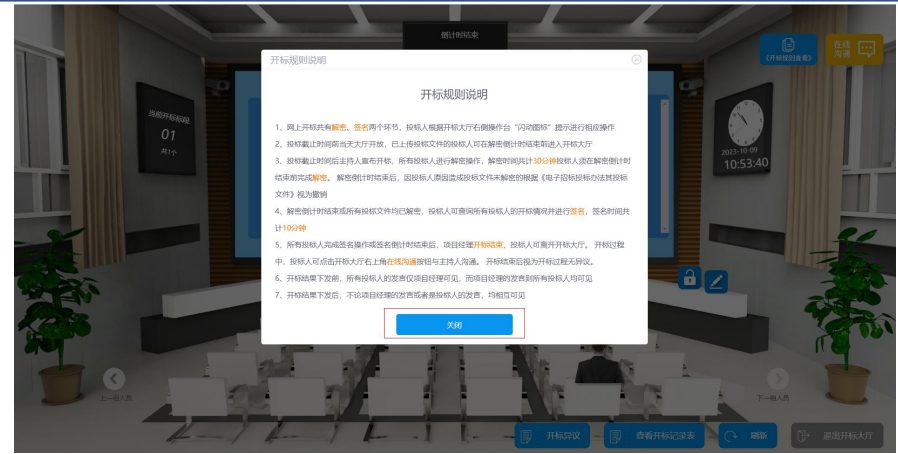 倒计时结束
《开标规则查看》
在线
沟通
当前开标标段
01
共1个
2023-10-09
10:53:40
开标规则说明
开标规则说明
1、网上开标共有解密、签名两个环节，投标人根据开标大厅右侧操作台“闪动图标”提示进行相应操作
2、投标截止时间前当天大厅开放，已上传投标文件的投标人可在解密倒计时结束前进入开标大厅
3、投标截止时间后主持人宣布开标，所有投标人进行解密操作，解密时间共计30分钟投标人须在解密倒计时
结束前完成解密。 解密倒计时结束后，因投标人原因造成投标文件未解密的根据《电子招标投标办法其投标
文件》视为撤销
4、解密倒计时结束或所有投标文件均已解密，投标人可查询所有投标人的开标情况并进行签名，签名时间共
计10分钟
5、所有投标人完成签名操作或签名倒计时结束后，项目经理开标结束，投标人可离开开标大厅。 开标过程
中，投标人可点击开标大厅右上角在线沟通按钮与主持人沟通。 开标结束后视为开标过程无异议。
6、开标结果下发前，所有投标人的发言仅项目经理可见，而项目经理的发言则所有投标人均可见
7、开标结果下发后，不论项目经理的发言或者是投标人的发言，均相互可见
关闭
上一组人员
下一组人员
开标异议
查看开标记录表
刷新
退出开标大厅